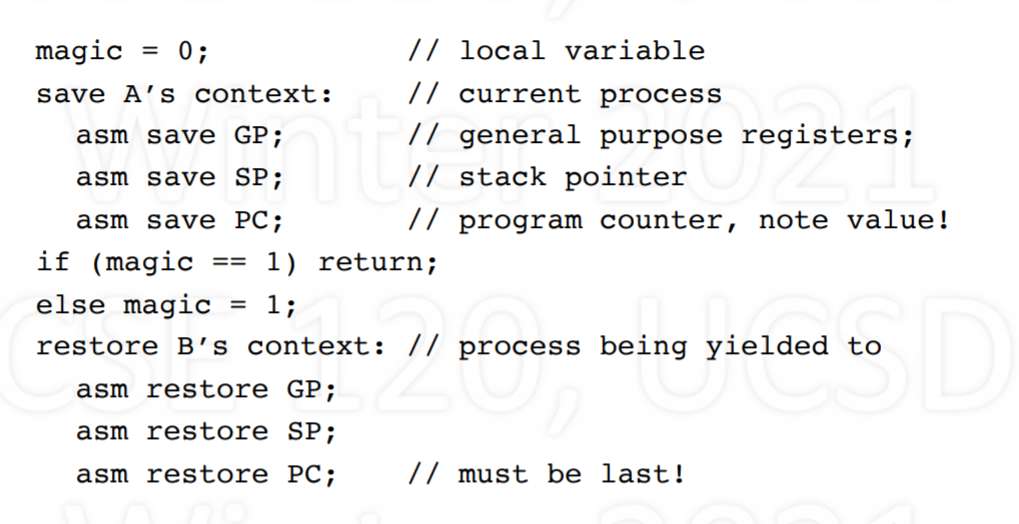 magic = 0; // local variable
save A’s context: // current process
asm save GP; // general purpose registers;
asm save SP; // stack pointer
asm save PC; // program counter, note value!
if (magic == 1) return;
else magic = 1;
restore B’s context: // process being yielded to
asm restore GP;
asm restore SP;
asm restore PC; // must be last!
Winter 2021
CSE 120, UCSD